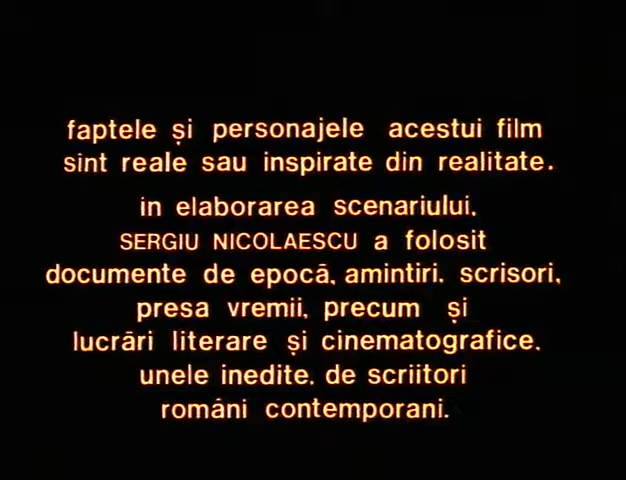 faptele și personajele acestui film
sint reale sau inspirate din realitate.
in elaborarea scenariului,
SERGIU NICOLAESCU a folosit
documente de epocă, amintiri, scrisori,
presa vremii, precum și
lucrări literare și cinematografice,
unele inedite, de scriitori
români contemporani.